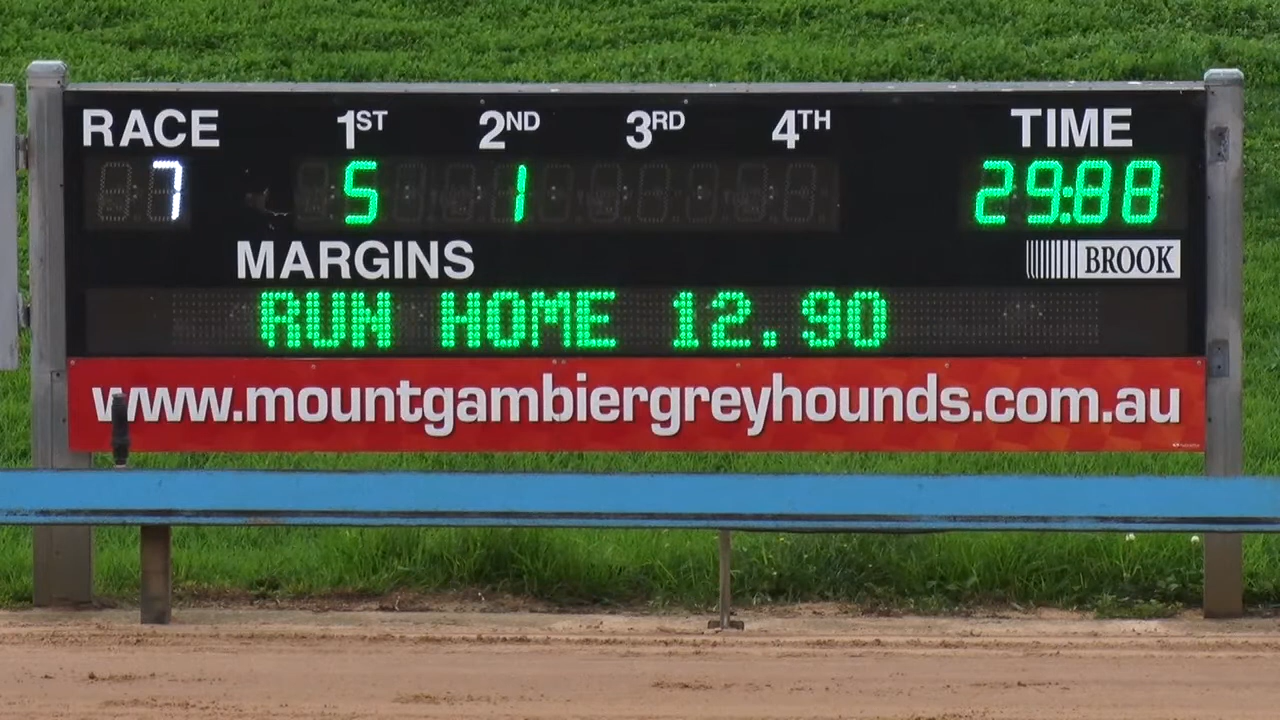 RACE 1ST 2ND 3RD 4TH TIME
7 5 1 29:88
MARGINS BROOK
RUN HOME 12.90
www.mountgambiergreyhounds.com.au